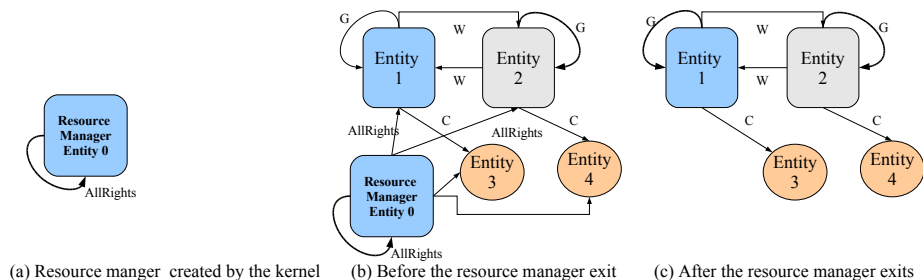 Resource
Manager
Entity 0
AllRights
(a) Resource manger created by the kernel
G
W
G
Entity
1
Entity
2
W
AllRights
C
AllRights
C
Resource
Manager
Entity 0
Entity
3
Entity
4
AllRights
(b) Before the resource manager exit
G
W
G
Entity
1
Entity
2
W
C
C
Entity
3
Entity
4
(c) After the resource manager exits